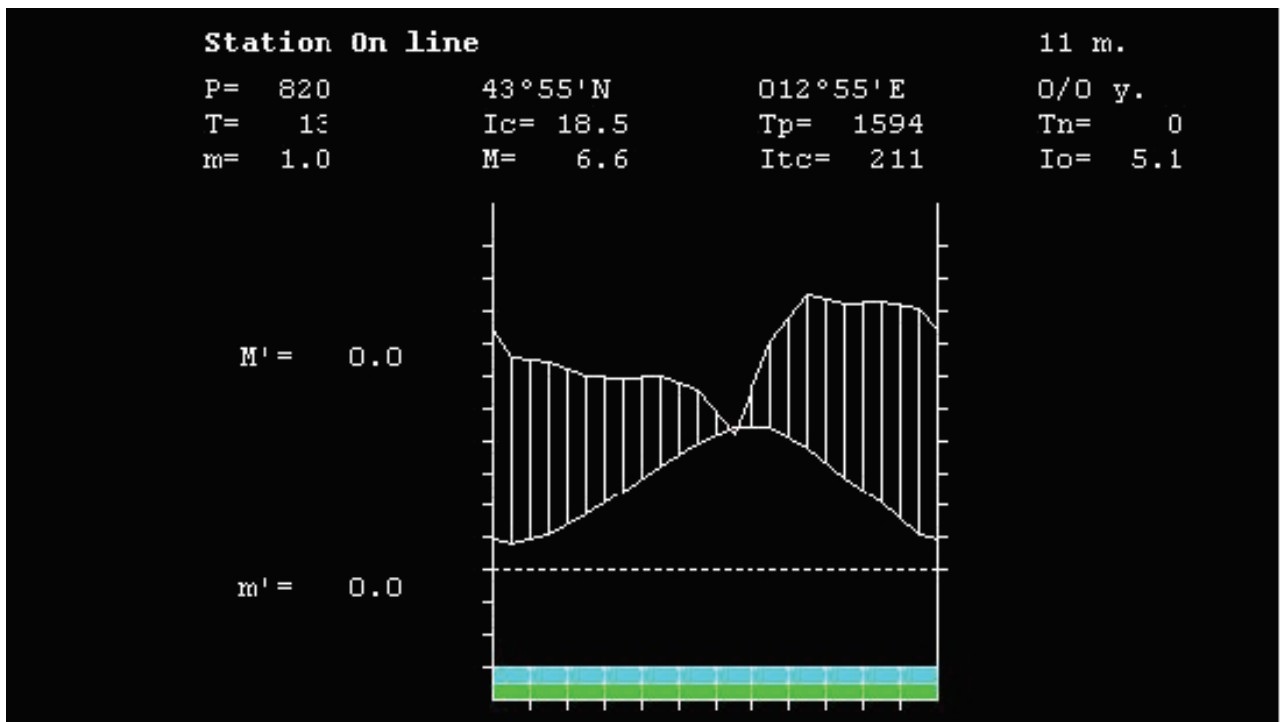 Station On line 11 m.
P= 820 43°55'N 012°55'E 0/0 y.
T= 13 Ic= 18.5 Tp= 1594 Tn= 0
m= 1.0 M= 6.6 Itc= 211 Io= 5.1
M'= 0.0
m'= 0.0